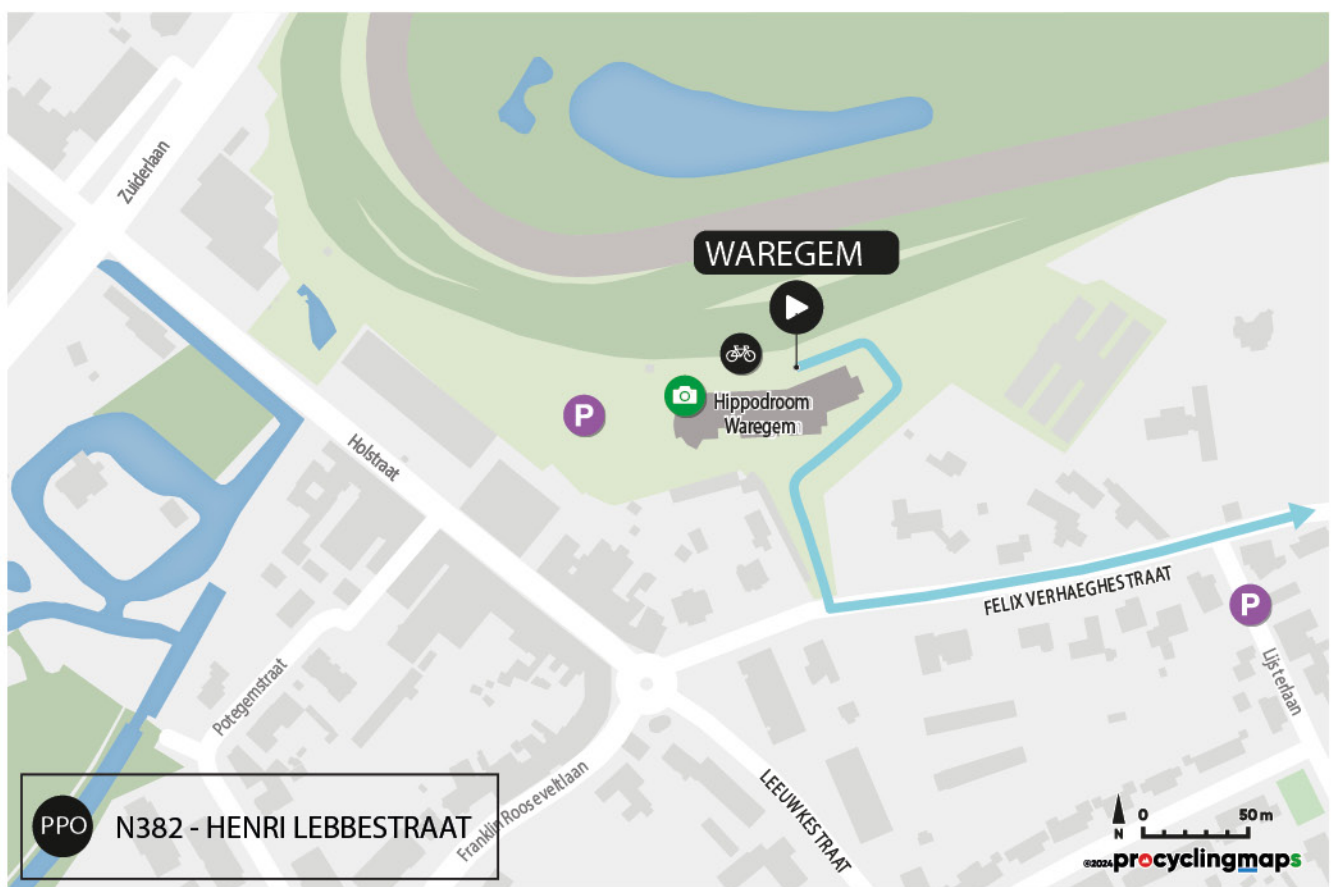 Zuiderlaan
WAREGEM
Hippodroom
Waregem
P
Holstraat
FELIX VERHAEGHESTRAAT
P
Lijsterlaan
Potegemstraat
Franklin Rooseveltlaan
LEEUWKESTRAAT
PPO N382 - HENRI LEBBESTRAAT
N
0 50 m
©2024 procyclingmaps